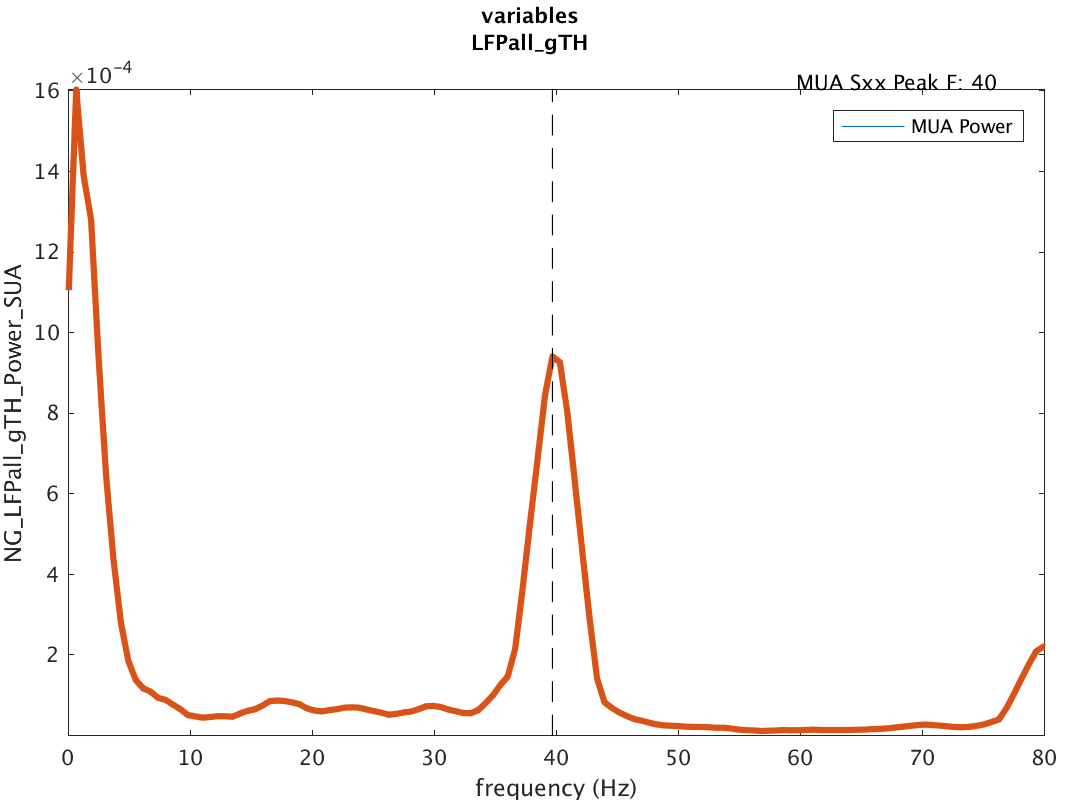 variables
LFPall_gTH
×10⁻⁴
MUA Sxx Peak F: 40
MUA Power
16
14
12
10
8
6
4
2
NG_LFPall_gTH_Power_SUA
0 10 20 30 40 50 60 70 80
frequency (Hz)